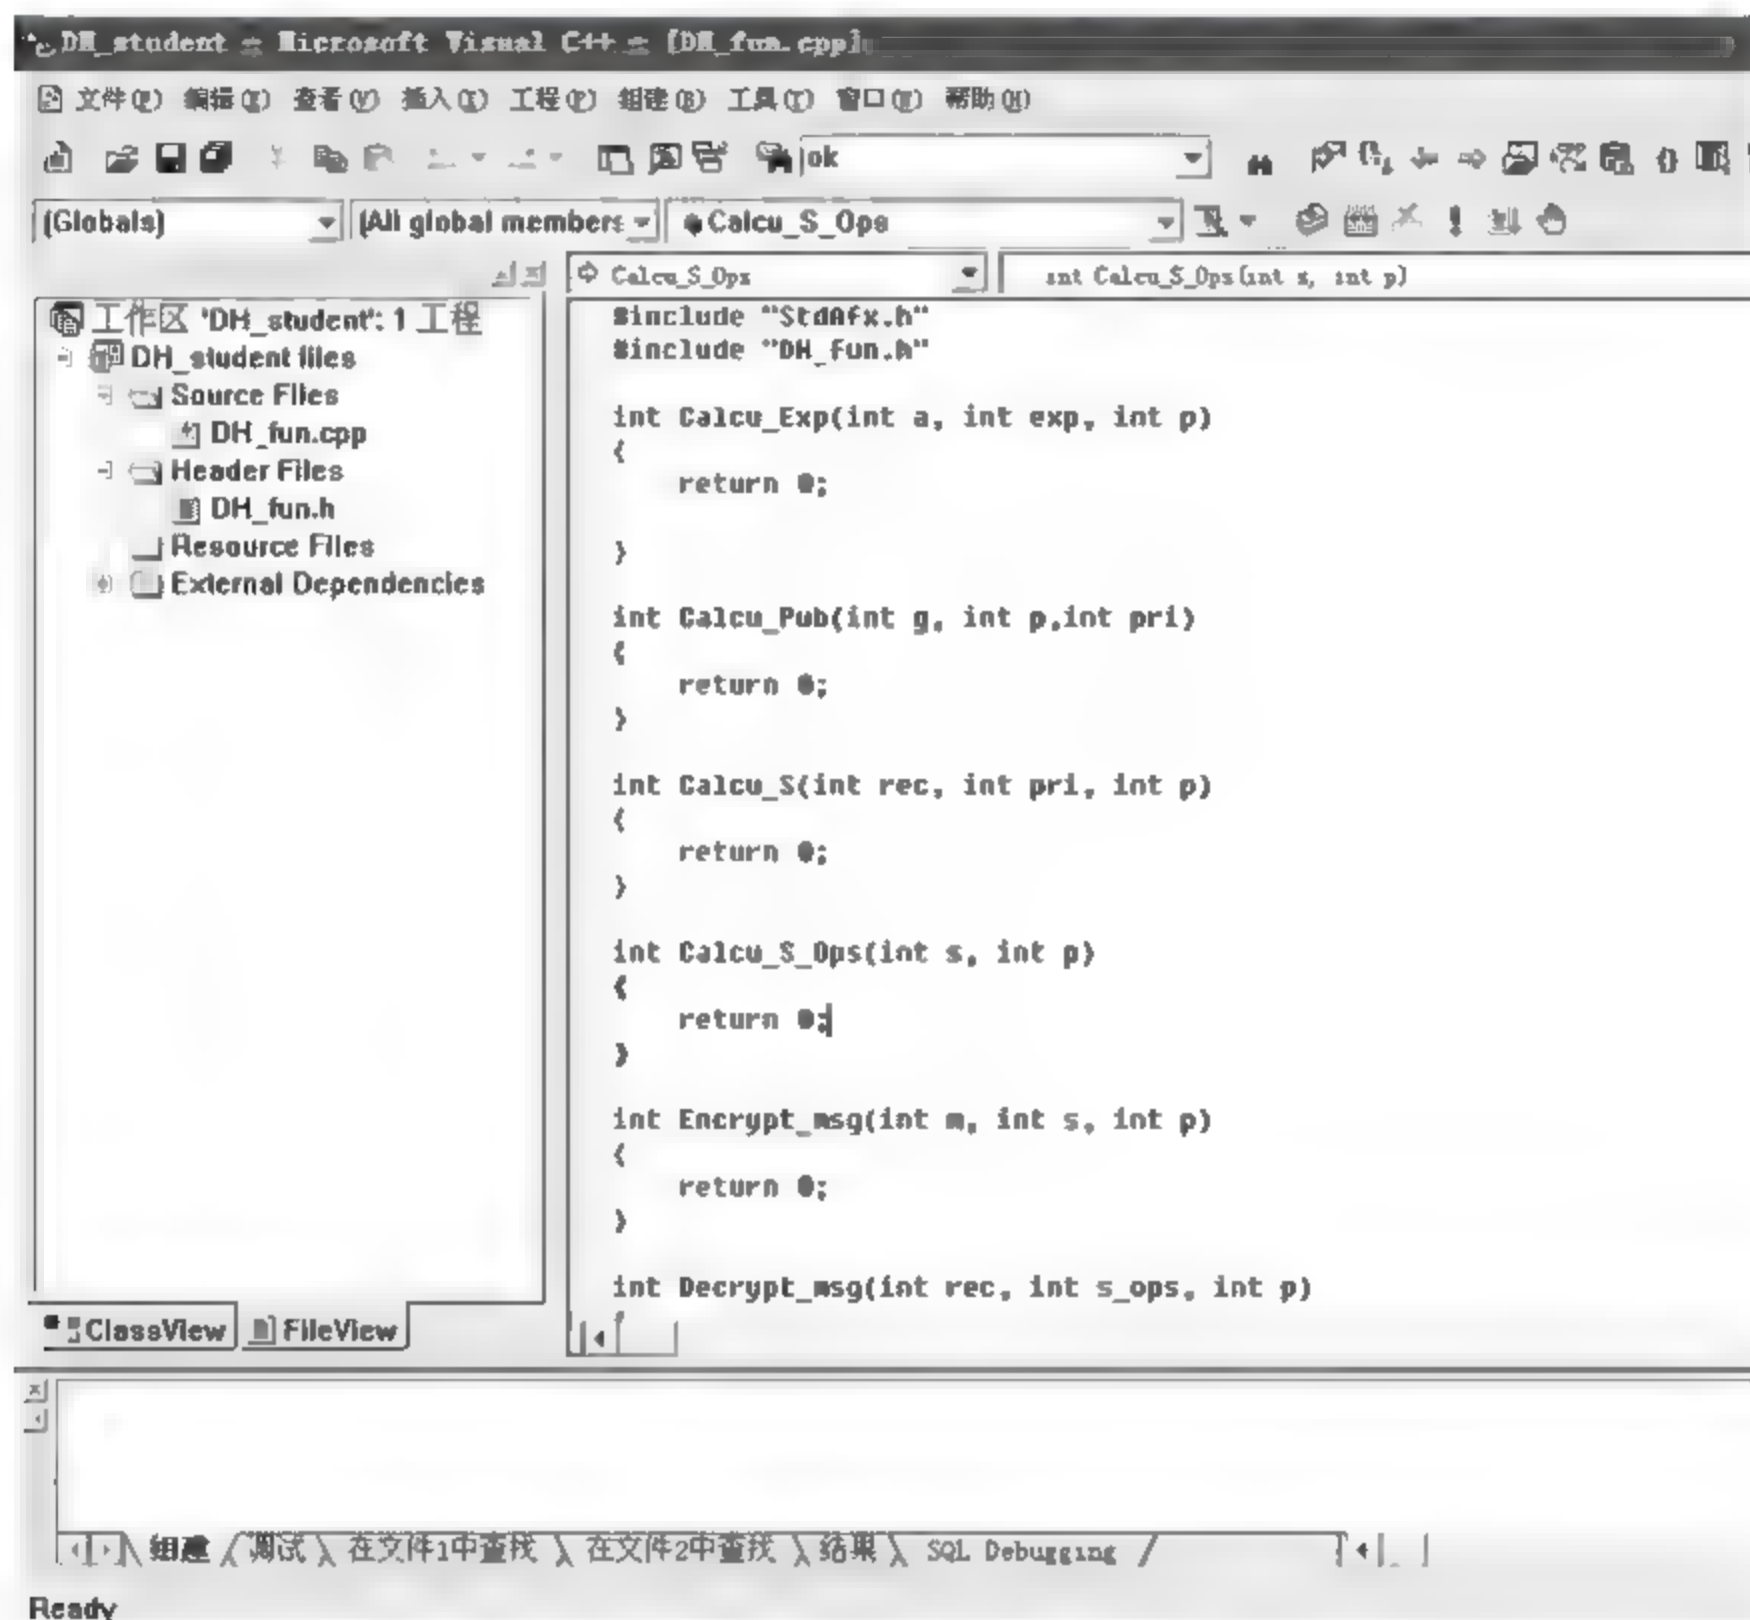 DH_student - Microsoft Visual C++ - [DH_fun.cpp]
文件(F) 编辑(E) 查看(V) 插入(I) 工程(P) 组建(B) 工具(T) 窗口(W) 帮助(H)
ok
(Globals) (All global members Calcu_S_Ops
Calcu_S_Ops int Calcu_S_Ops(int s, int p)
工作区 'DH_student': 1 工程
DH_student files
Source Files
DH_fun.cpp
Header Files
DH_fun.h
Resource Files
External Dependencies
ClassView FileView
#include "StdAfx.h"
#include "DH_fun.h"
int Calcu_Exp(int a, int exp, int p)
{
return 0;
}
int Calcu_Pub(int g, int p,int pri)
{
return 0;
}
int Calcu_S(int rec, int pri, int p)
{
return 0;
}
int Calcu_S_Ops(int s, int p)
{
return 0;
}
int Encrypt_msg(int m, int s, int p)
{
return 0;
}
int Decrypt_msg(int rec, int s_ops, int p)
组建 调试 在文件1中查找 在文件2中查找 结果 SQL Debugging
Ready